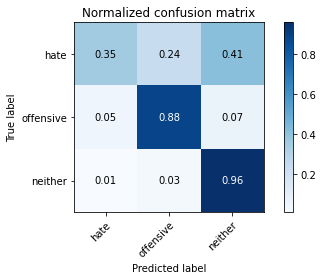 Normalized confusion matrix
hate 0.35 0.24 0.41
offensive 0.05 0.88 0.07
neither 0.01 0.03 0.96
hate offensive neither
True label
Predicted label
0.8
0.6
0.4
0.2